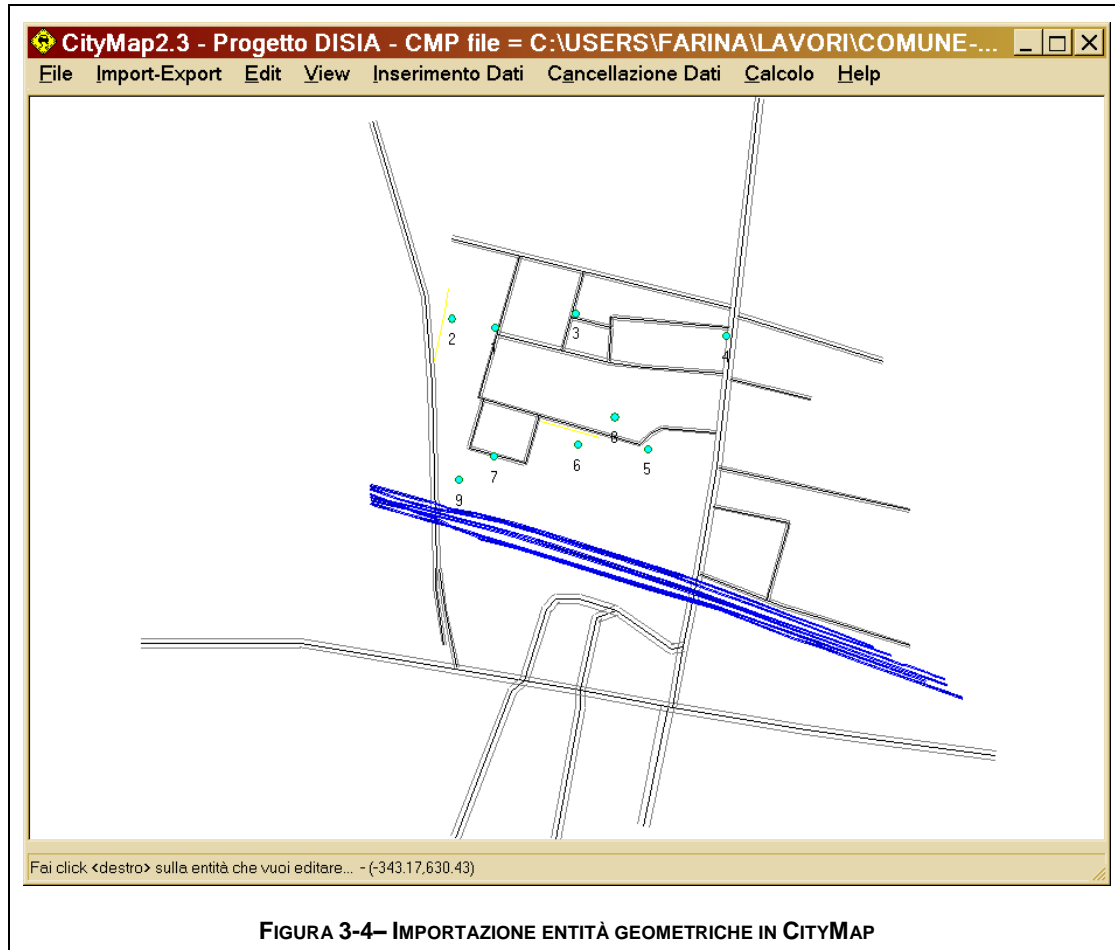 CityMap2.3 - Progetto DISIA - CMP file = C:\USERS\FARINA\LAVORI\COMUNE-...
File Import-Export Edit View Inserimento Dati Cancellazione Dati Calcolo Help
2
3
4
8
6
5
7
9
Fai click <destro> sulla entità che vuoi editare... - (-343.17,630.43)
FIGURA 3-4– IMPORTAZIONE ENTITÀ GEOMETRICHE IN CITYMAP